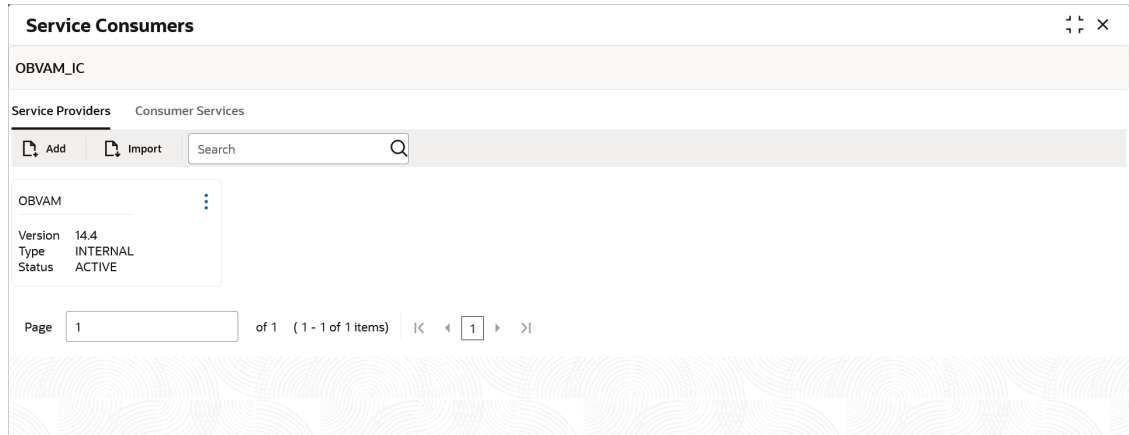 Service Consumers
OBVAM_IC
Service Providers Consumer Services
Add Import Search
OBVAM
Version 14.4
Type INTERNAL
Status ACTIVE
Page 1 of 1 ( 1 - 1 of 1 items) 1